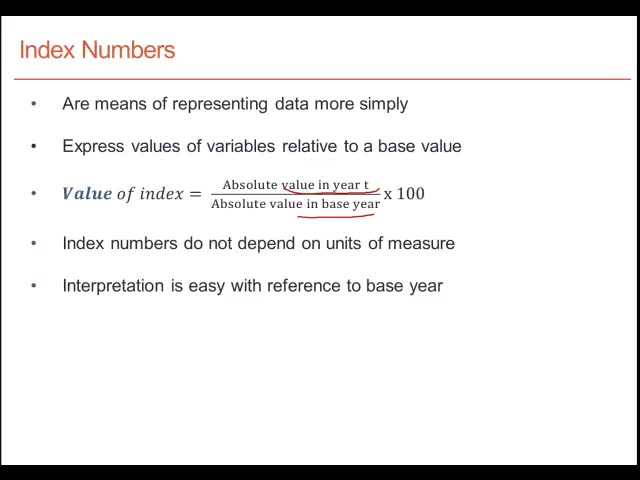 Index Numbers
• Are means of representing data more simply
• Express values of variables relative to a base value
• Value of index = Absolute value in year t / Absolute value in base year x 100
• Index numbers do not depend on units of measure
• Interpretation is easy with reference to base year